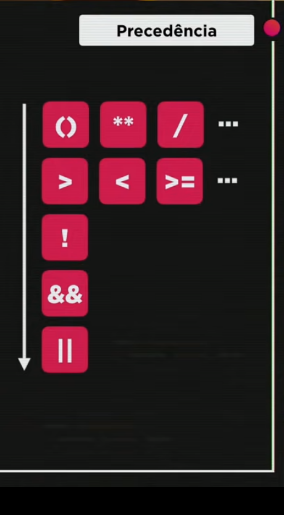 Precedência
() ** / ...
> < >= ...
!
&&
||